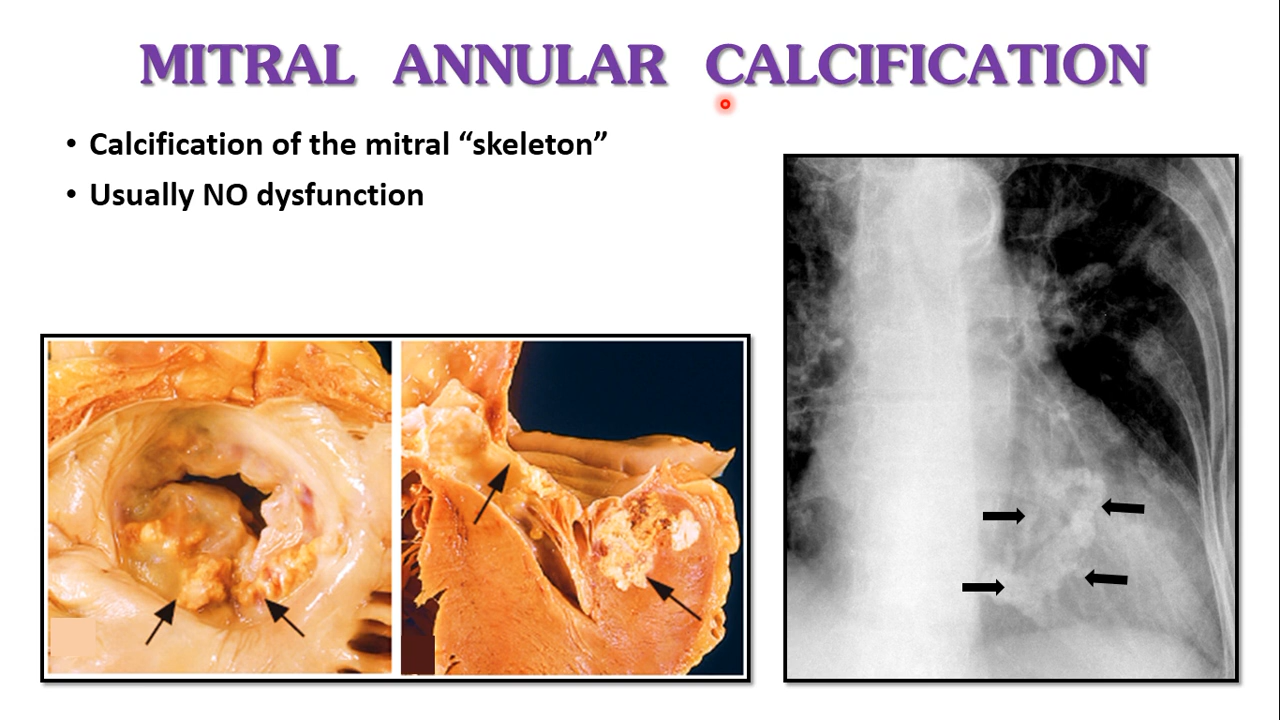 MITRAL ANNULAR CALCIFICATION
• Calcification of the mitral “skeleton”
• Usually NO dysfunction